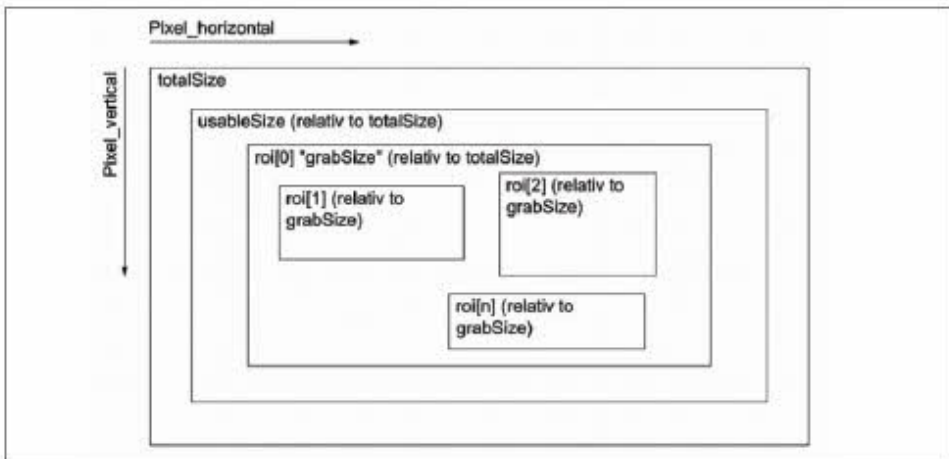 Pixel_horizontal
Pixel_vertical
totalSize
usableSize (relativ to totalSize)
roi[0] "grabSize" (relativ to totalSize)
roi[1] (relativ to
grabSize)
roi[2] (relativ to
grabSize)
roi[n] (relativ to
grabSize)